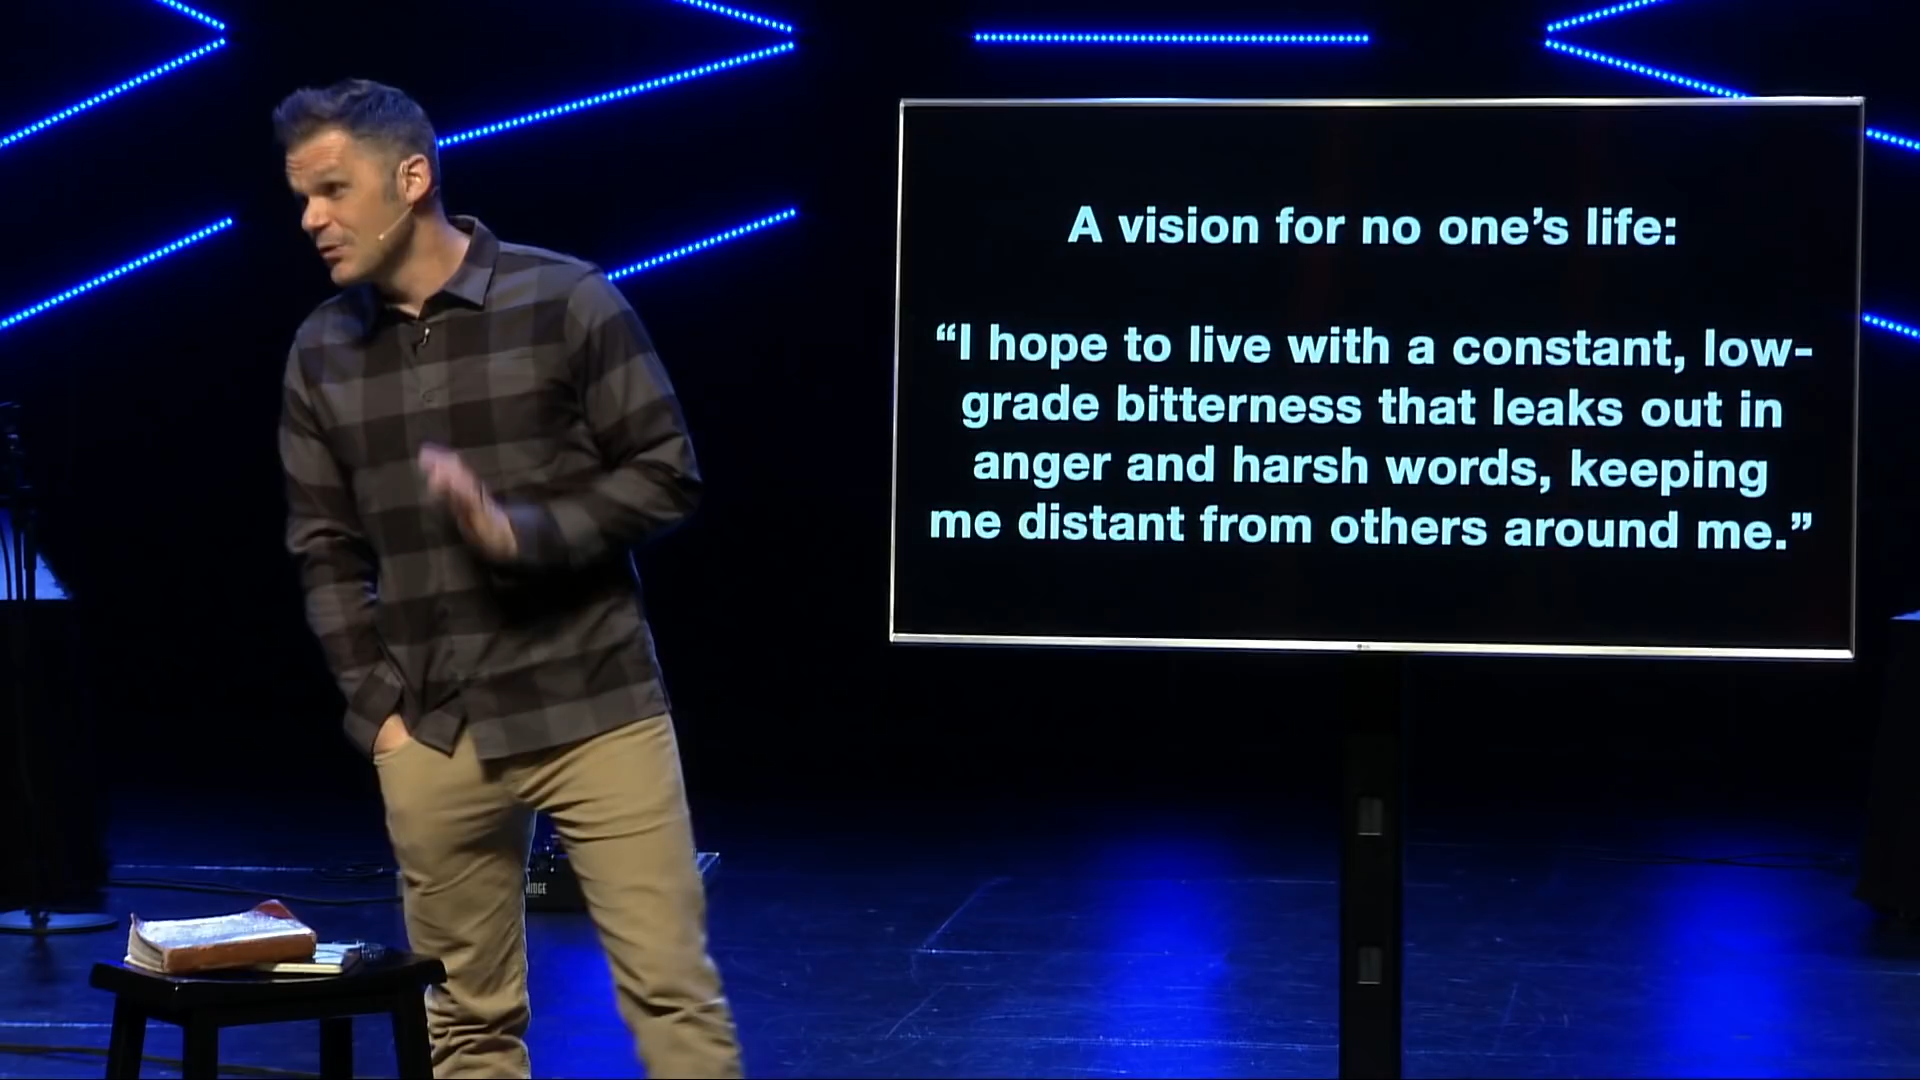 A vision for no one’s life:
“I hope to live with a constant, low-
grade bitterness that leaks out in
anger and harsh words, keeping
me distant from others around me.”